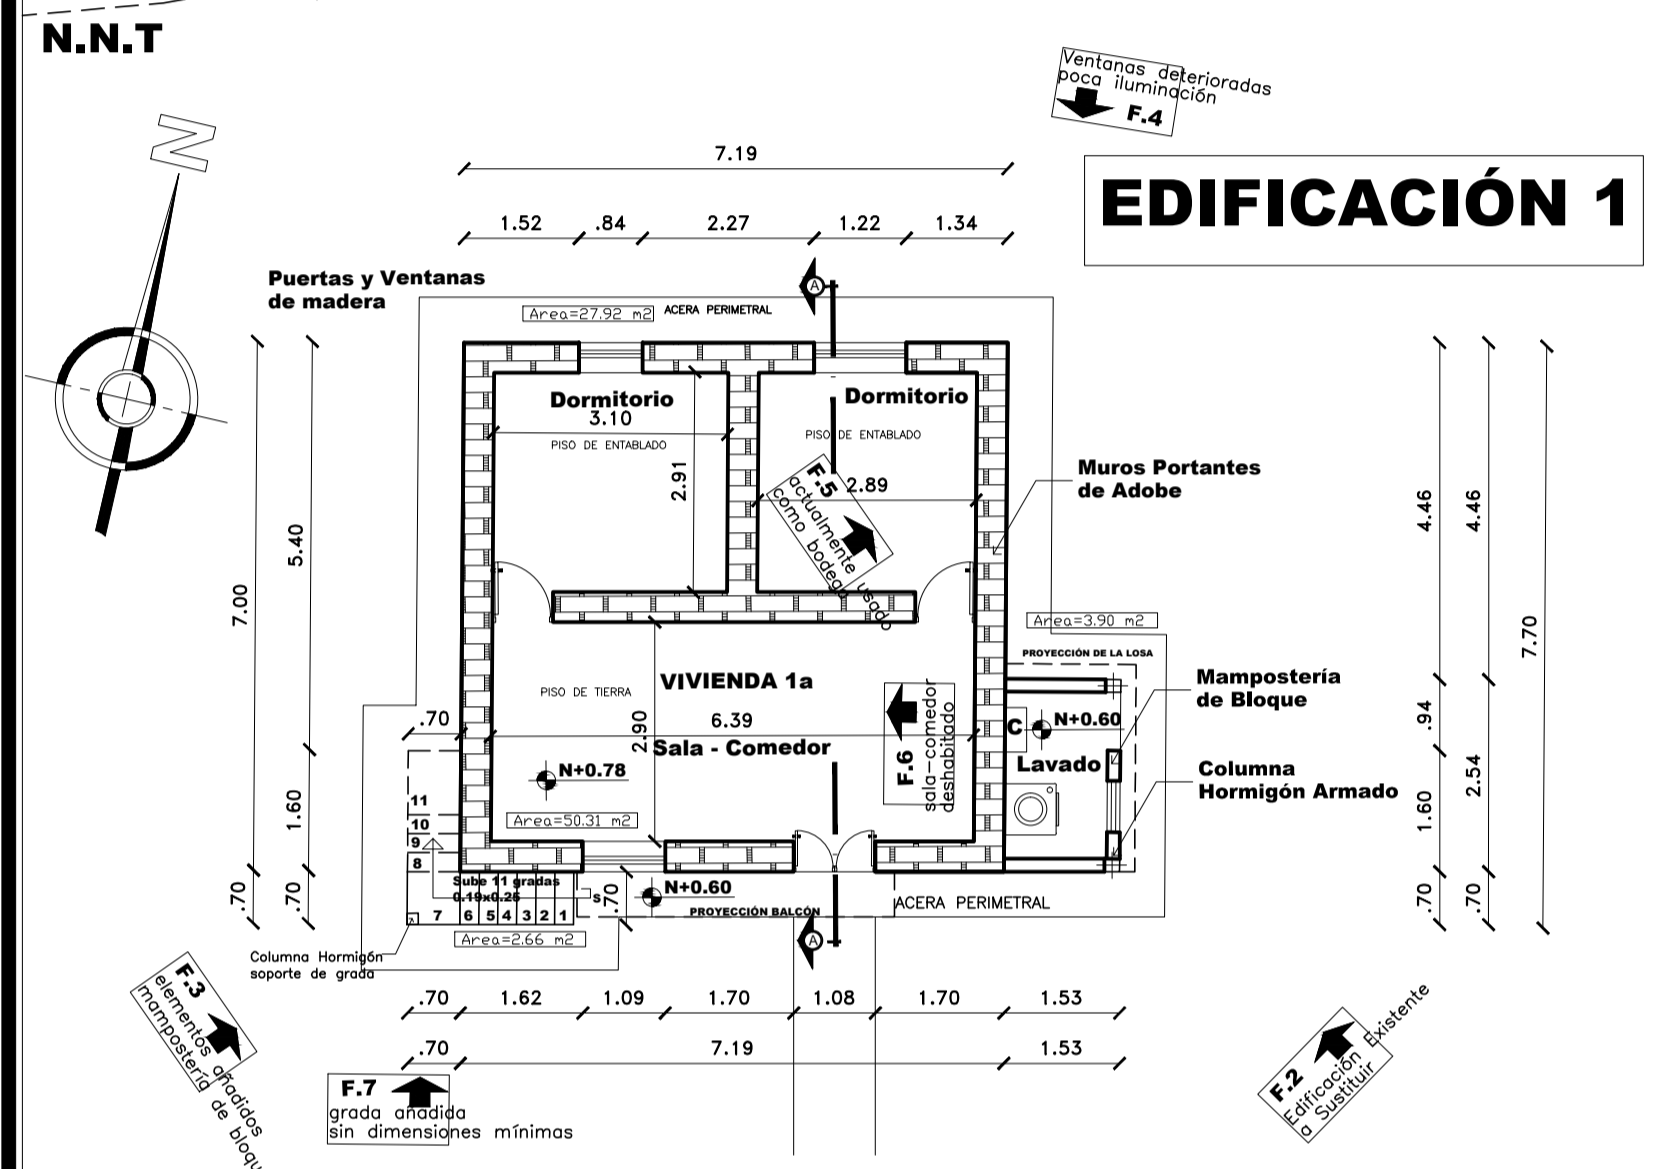 N.N.T
N
Ventanas deterioradas
poca iluminación
F.4
EDIFICACIÓN 1
7.19
1.52 .84 2.27 1.22 1.34
Puertas y Ventanas
de madera
A
Area=27.92 m2 ACERA PERIMETRAL
Dormitorio
3.10
PISO DE ENTABLADO
2.91
Dormitorio
PISO DE ENTABLADO
2.89
F.5
actualmente usado
como bodega
Muros Portantes
de Adobe
7.00
5.40
1.60
.70
.70
4.46
.94
1.60
.70
4.46
2.54
.70
7.70
Area=3.90 m2
PROYECCIÓN DE LA LOSA
VIVIENDA 1a
PISO DE TIERRA
6.39
2.90
Sala - Comedor
N+0.78
Area=50.31 m2
F.6
sala-comedor
deshabitado
C
N+0.60
Lavado
Mampostería
de Bloque
Columna
Hormigón Armado
.70
11
10
9
8
7 6 5 4 3 2 1
Sube 11 gradas
0.19x0.25
S
.70
N+0.60
PROYECCIÓN BALCÓN
ACERA PERIMETRAL
A
Area=2.66 m2
Columna Hormigón
soporte de grada
F.3
elementos añadidos
mampostería de bloqu
.70 1.62 1.09 1.70 1.08 1.70 1.53
.70 7.19 1.53
F.7
grada añadida
sin dimensiones mínimas
F.2
Edificación Existente
a Sustituir